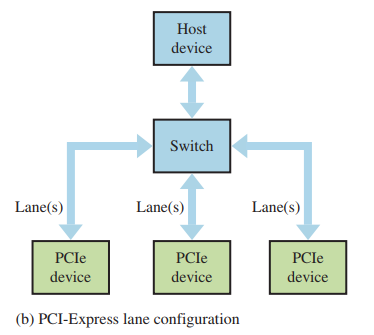 Host
device
Switch
Lane(s)
Lane(s)
Lane(s)
PCIe
device
PCIe
device
PCIe
device
(b) PCI-Express lane configuration